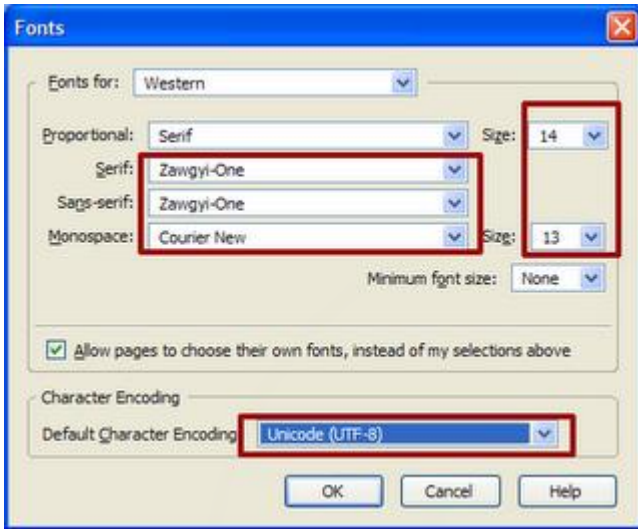 Fonts
Fonts for: Western
Proportional: Serif Size: 14
Serif: Zawgyi-One
Sans-serif: Zawgyi-One
Monospace: Courier New Size: 13
Minimum font size: None
Allow pages to choose their own fonts, instead of my selections above
Character Encoding
Default Character Encoding Unicode (UTF-8)
OK Cancel Help